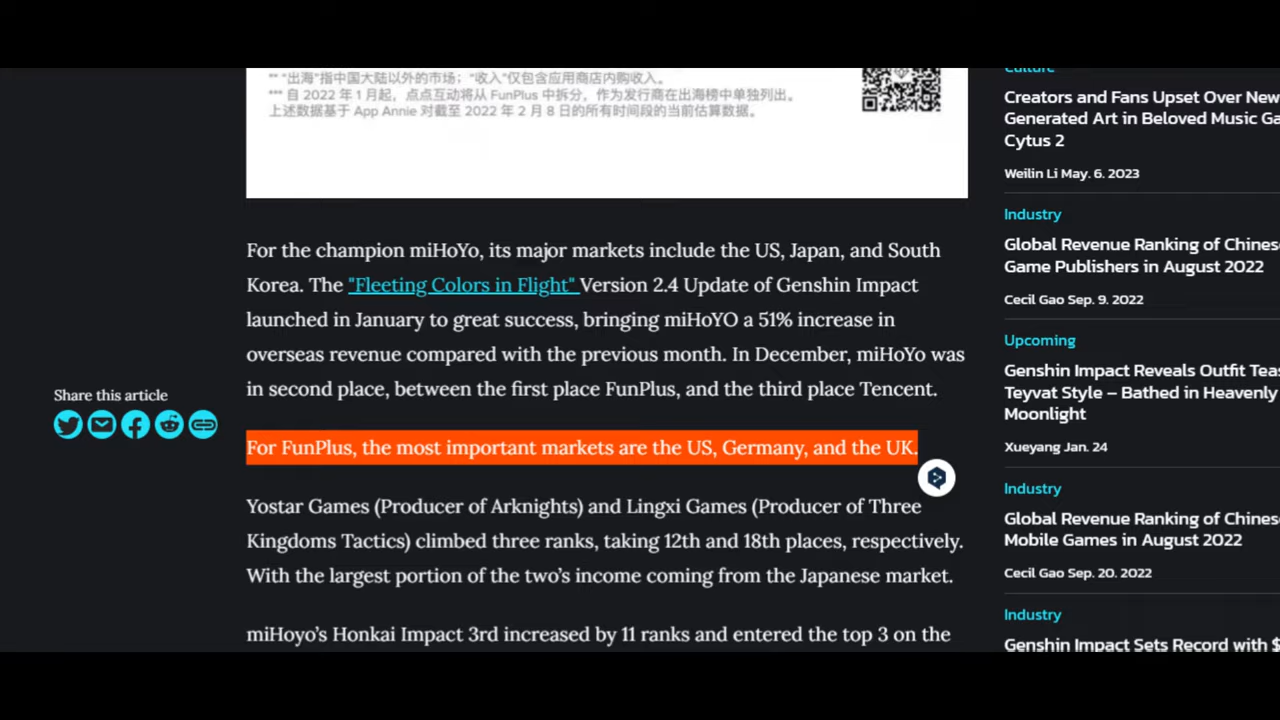 ** “出海”指中国大陆以外的市场；“收入”仅包含应用商店内购收入。
*** 自 2022 年 1 月起，点点互动将从 FunPlus 中拆分，作为发行商在出海榜中单独列出。
上述数据基于 App Annie 对截至 2022 年 2 月 8 日的所有时间段的当前估算数据。
For the champion miHoYo, its major markets include the US, Japan, and South
Korea. The "Fleeting Colors in Flight" Version 2.4 Update of Genshin Impact
launched in January to great success, bringing miHoYO a 51% increase in
overseas revenue compared with the previous month. In December, miHoYo was
in second place, between the first place FunPlus, and the third place Tencent.
For FunPlus, the most important markets are the US, Germany, and the UK.
Yostar Games (Producer of Arknights) and Lingxi Games (Producer of Three
Kingdoms Tactics) climbed three ranks, taking 12th and 18th places, respectively.
With the largest portion of the two’s income coming from the Japanese market.
miHoyo’s Honkai Impact 3rd increased by 11 ranks and entered the top 3 on the
Share this article
Culture
Creators and Fans Upset Over New
Generated Art in Beloved Music Ga
Cytus 2
Weilin Li May. 6. 2023
Industry
Global Revenue Ranking of Chines
Game Publishers in August 2022
Cecil Gao Sep. 9. 2022
Upcoming
Genshin Impact Reveals Outfit Teas
Teyvat Style – Bathed in Heavenly
Moonlight
Xueyang Jan. 24
Industry
Global Revenue Ranking of Chines
Mobile Games in August 2022
Cecil Gao Sep. 20. 2022
Industry
Genshin Impact Sets Record with $